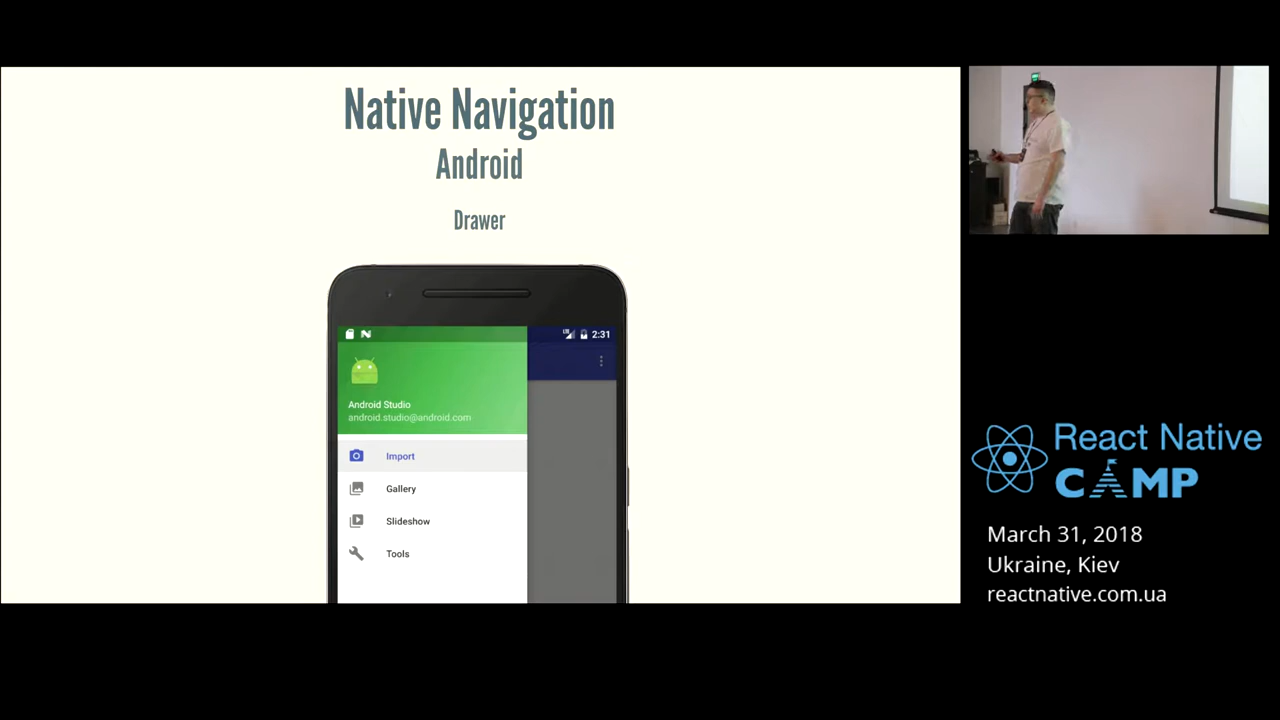 Native Navigation
Android
Drawer
2:31
Android Studio
android.studio@android.com
Import
Gallery
Slideshow
Tools
React Native
CAMP
March 31, 2018
Ukraine, Kiev
reactnative.com.ua